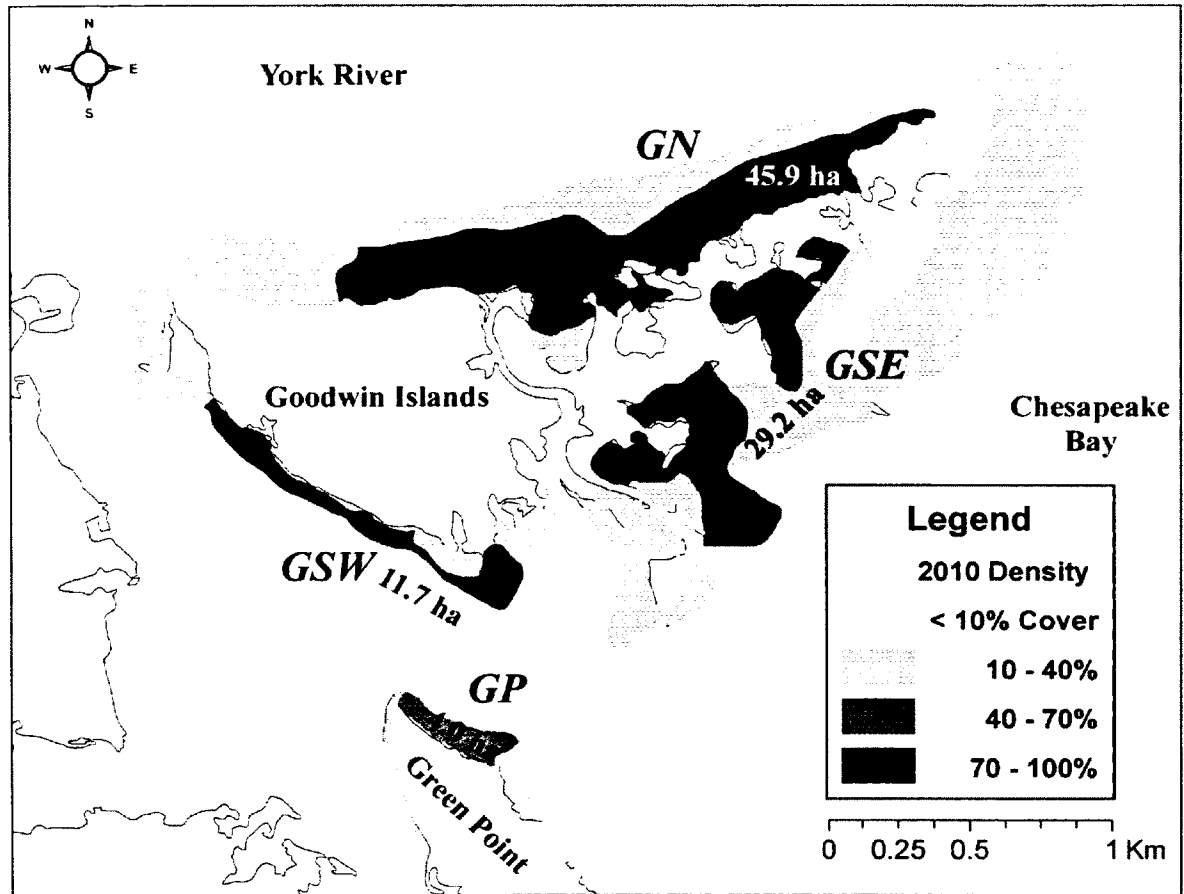 N
W E
S
York River
GN
45.9 ha
GSE
29.2 ha
Goodwin Islands
Chesapeake
Bay
GSW 11.7 ha
GP
Green Point
Legend
2010 Density
< 10% Cover
10 - 40%
40 - 70%
70 - 100%
0 0.25 0.5 1 Km